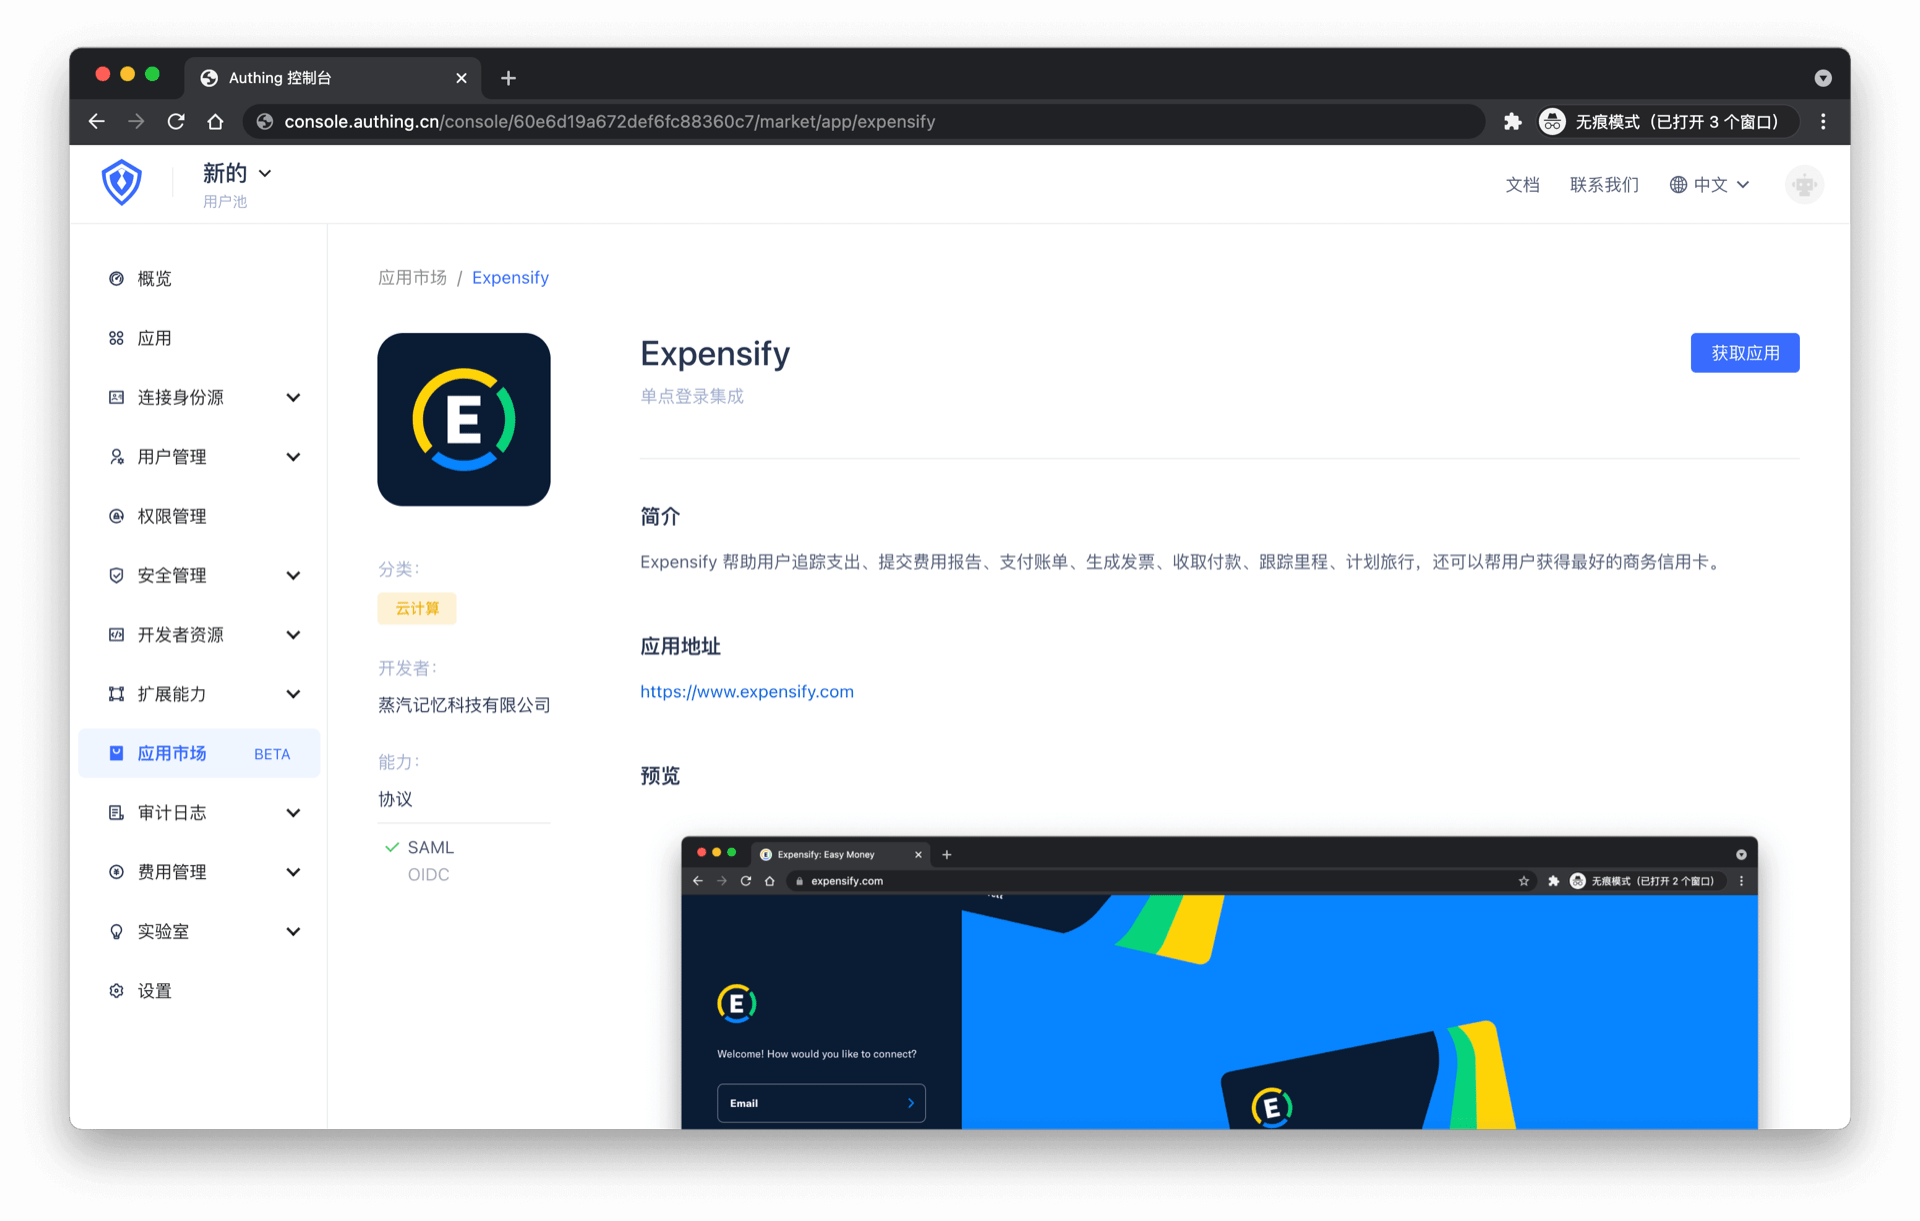 Authing 控制台
console.authing.cn/console/60e6d19a672def6fc88360c7/market/app/expensify
无痕模式（已打开 3 个窗口）
新的
用户池
文档
联系我们
中文
概览
应用
连接身份源
用户管理
权限管理
安全管理
开发者资源
扩展能力
应用市场 BETA
审计日志
费用管理
实验室
设置
应用市场 / Expensify
E
分类：
云计算
开发者：
蒸汽记忆科技有限公司
能力：
协议
SAML
OIDC
Expensify
单点登录集成
获取应用
简介
Expensify 帮助用户追踪支出、提交费用报告、支付账单、生成发票、收取付款、跟踪里程、计划旅行，还可以帮用户获得最好的商务信用卡。
应用地址
https://www.expensify.com
预览
Expensify: Easy Money
expensify.com
无痕模式（已打开 2 个窗口）
E
Welcome! How would you like to connect?
Email
E